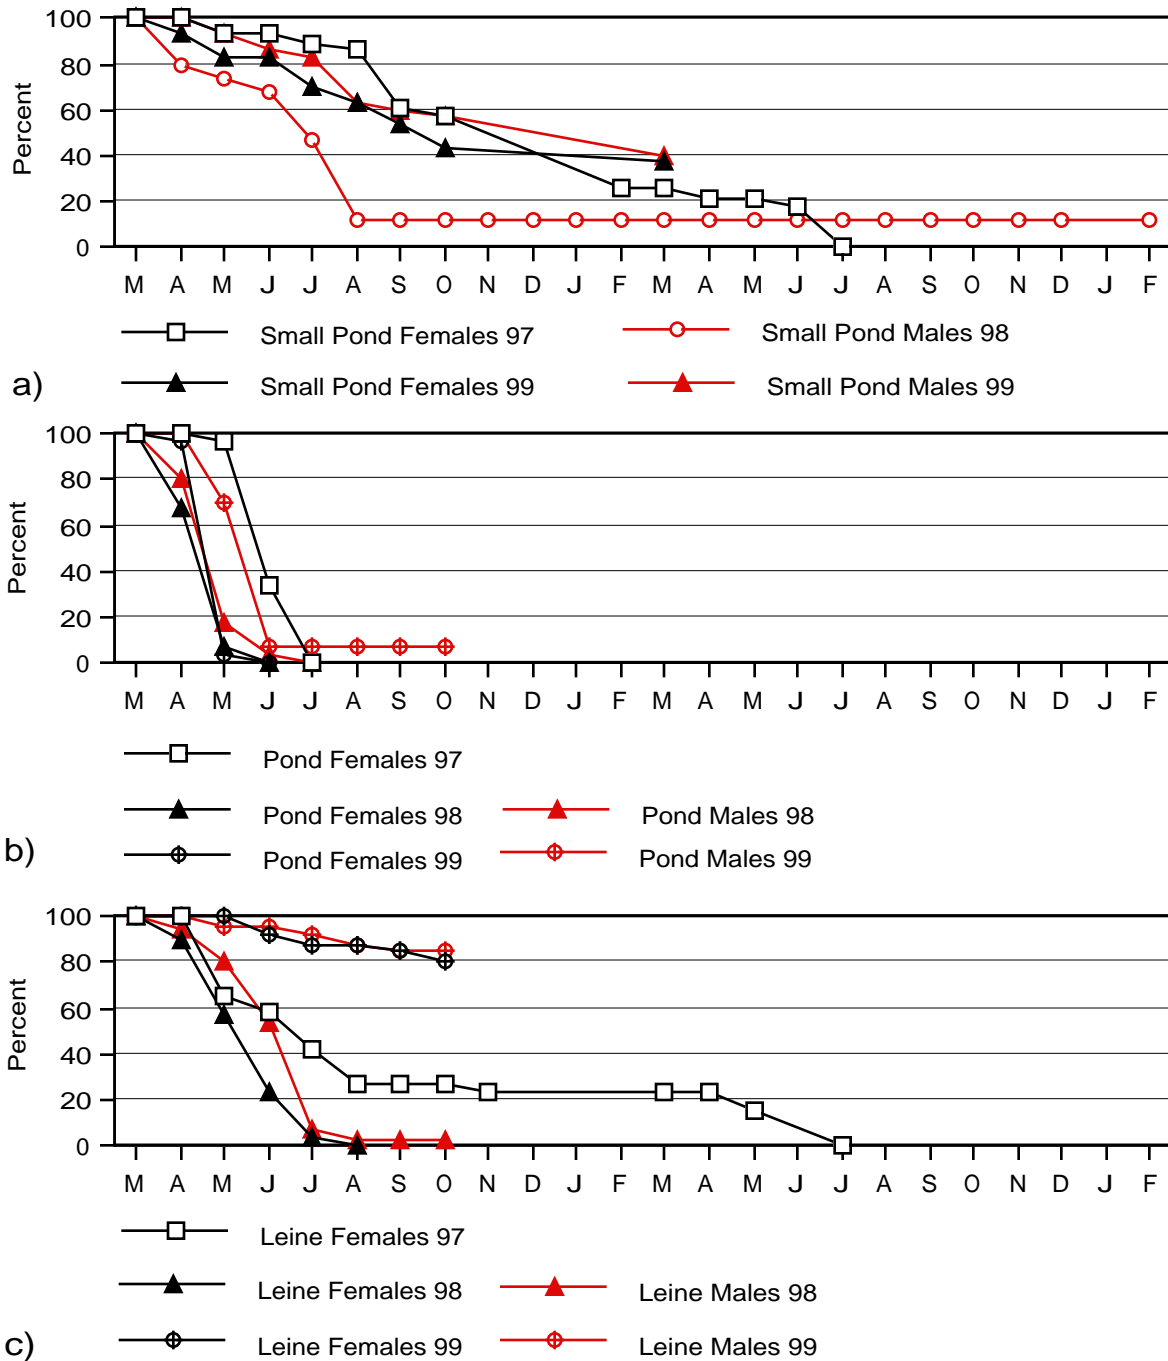 100
80
60
40
20
0
Percent
M A M J J A S O N D J F M A M J J A S O N D J F
Small Pond Females 97 Small Pond Males 98
a) Small Pond Females 99 Small Pond Males 99
100
80
60
40
20
0
Percent
M A M J J A S O N D J F M A M J J A S O N D J F
Pond Females 97
Pond Females 98 Pond Males 98
b) Pond Females 99 Pond Males 99
100
80
60
40
20
0
Percent
M A M J J A S O N D J F M A M J J A S O N D J F
Leine Females 97
Leine Females 98 Leine Males 98
c) Leine Females 99 Leine Males 99